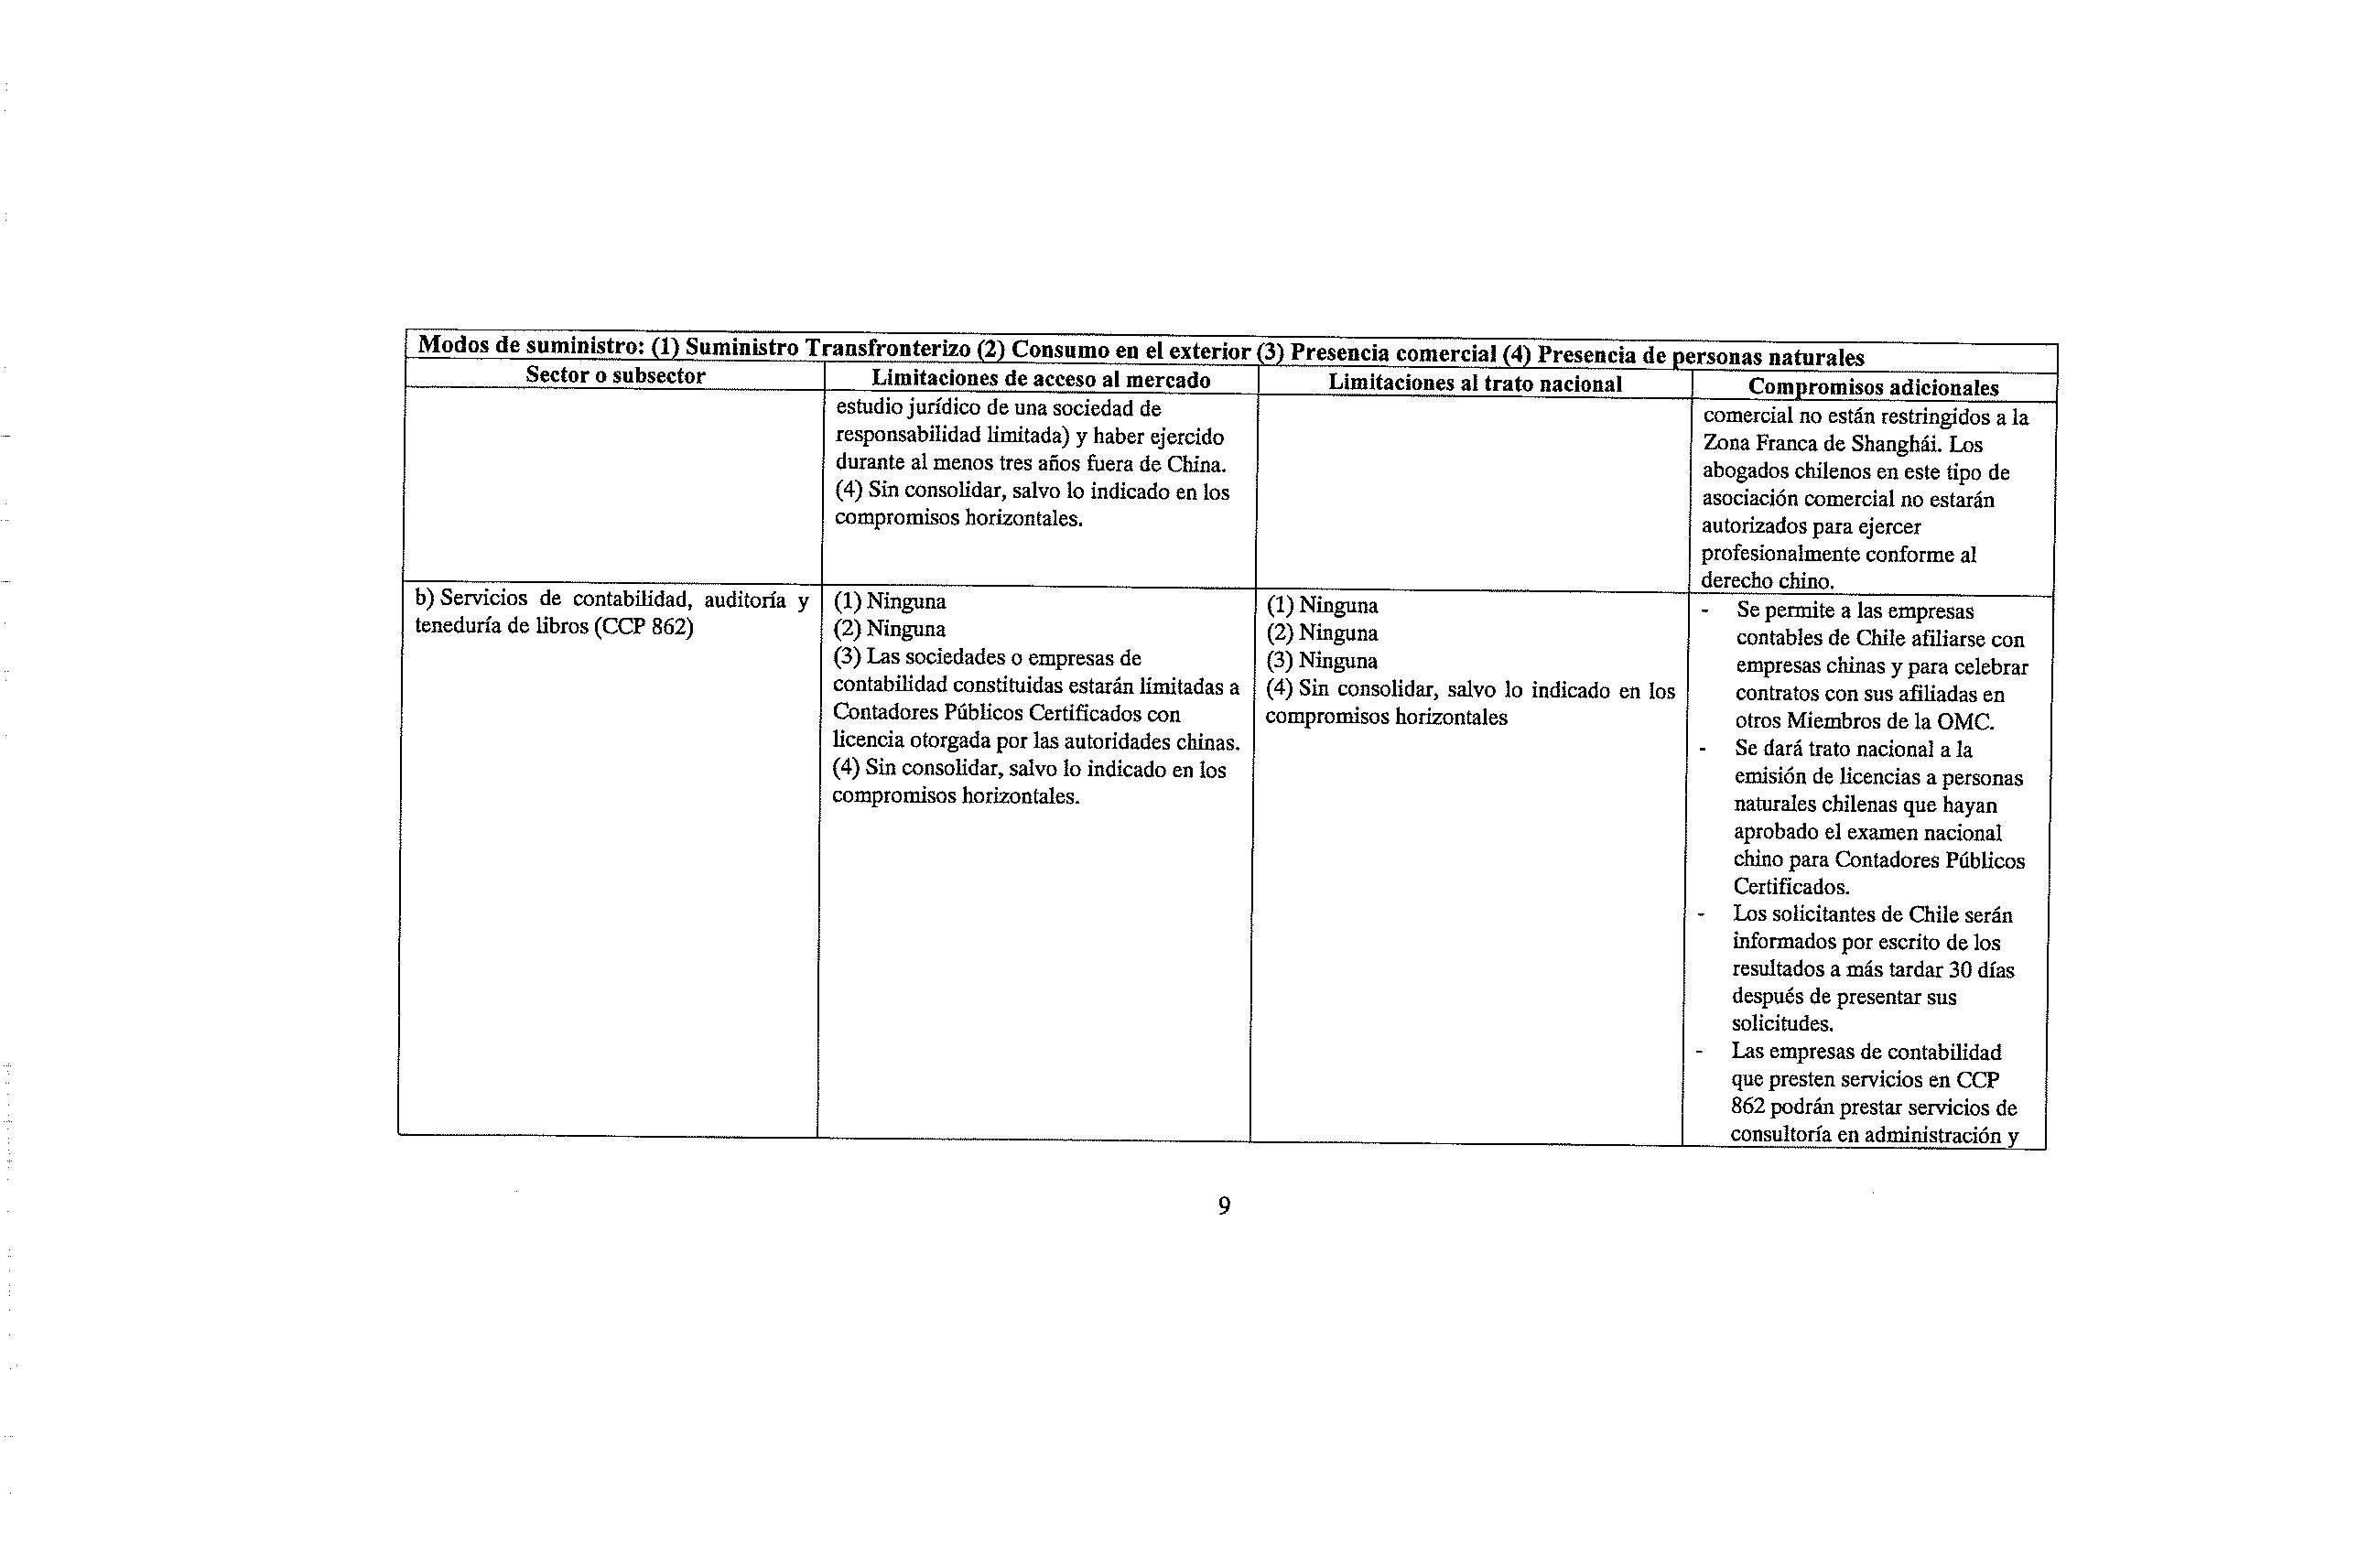 Modos de suministro: (1) Suministro Transfronterizo (2) Consumo en el exterior (3) Presencia comercial (4) Presencia de personas naturales
Sector o subsector
Limitaciones de acceso al mercado
Limitaciones al trato nacional
Compromisos adicionales
estudio jurídico de una sociedad de
responsabilidad limitada) y haber ejercido
durante al menos tres años fuera de China.
(4) Sin consolidar, salvo lo indicado en los
compromisos horizontales.
comercial no están restringidos a la
Zona Franca de Shanghái. Los
abogados chilenos en este tipo de
asociación comercial no estarán
autorizados para ejercer
profesionalmente conforme al
derecho chino.
b) Servicios de contabilidad, auditoría y
teneduría de libros (CCP 862)
(1) Ninguna
(2) Ninguna
(3) Las sociedades o empresas de
contabilidad constituidas estarán limitadas a
Contadores Públicos Certificados con
licencia otorgada por las autoridades chinas.
(4) Sin consolidar, salvo lo indicado en los
compromisos horizontales.
(1) Ninguna
(2) Ninguna
(3) Ninguna
(4) Sin consolidar, salvo lo indicado en los
compromisos horizontales
- Se permite a las empresas
contables de Chile afiliarse con
empresas chinas y para celebrar
contratos con sus afiliadas en
otros Miembros de la OMC.
- Se dará trato nacional a la
emisión de licencias a personas
naturales chilenas que hayan
aprobado el examen nacional
chino para Contadores Públicos
Certificados.
- Los solicitantes de Chile serán
informados por escrito de los
resultados a más tardar 30 días
después de presentar sus
solicitudes.
- Las empresas de contabilidad
que presten servicios en CCP
862 podrán prestar servicios de
consultoría en administración y
9